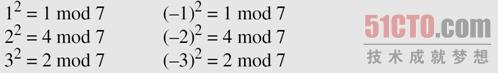 1² = 1 mod 7 (–1)² = 1 mod 7
2² = 4 mod 7 (–2)² = 4 mod 7
3² = 2 mod 7 (–3)² = 2 mod 7
51CTO.com
技术成就梦想